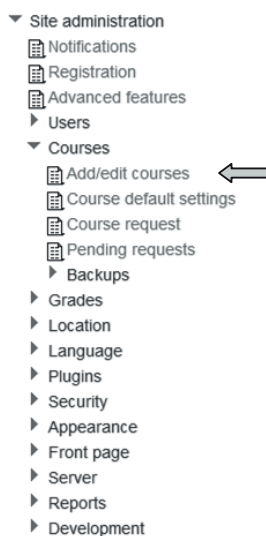 Site administration
Notifications
Registration
Advanced features
Users
Courses
Add/edit courses
Course default settings
Course request
Pending requests
Backups
Grades
Location
Language
Plugins
Security
Appearance
Front page
Server
Reports
Development